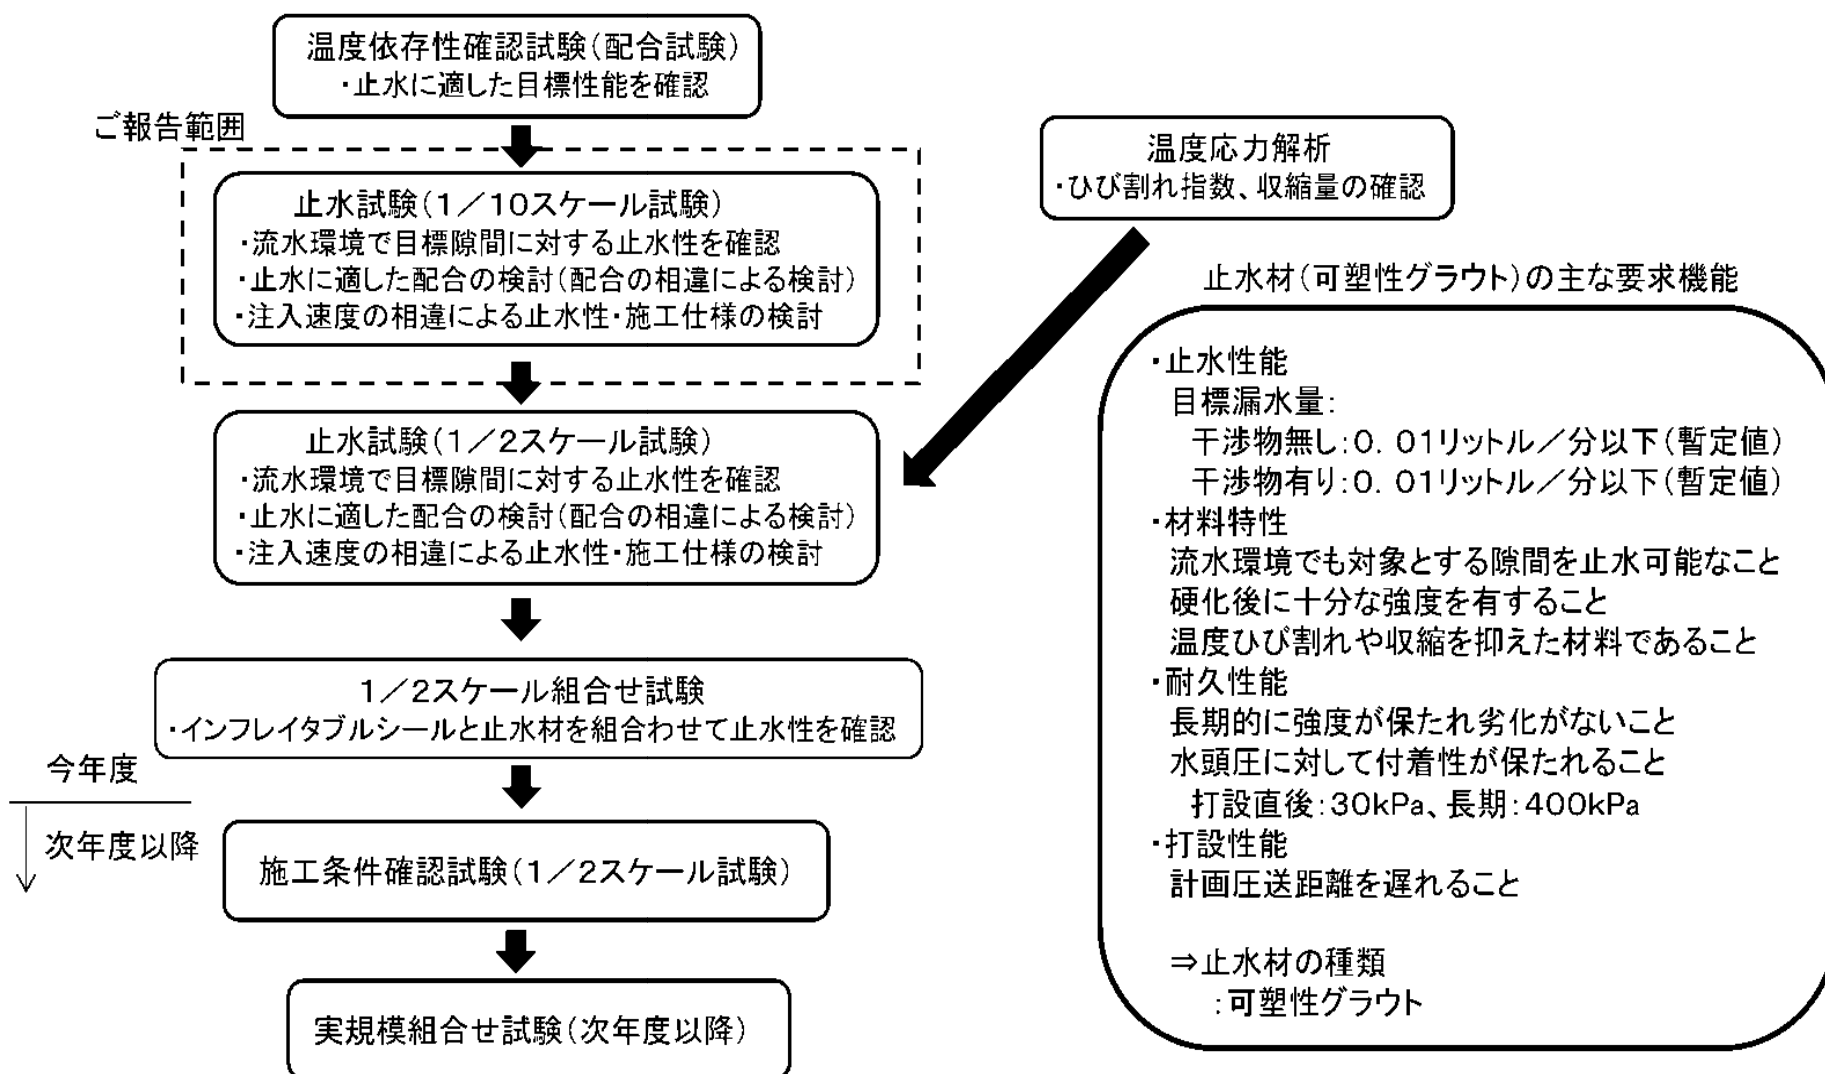 温度依存性確認試験(配合試験)
・止水に適した目標性能を確認
ご報告範囲
止水試験(1/10スケール試験)
・流水環境で目標隙間に対する止水性を確認
・止水に適した配合の検討(配合の相違による検討)
・注入速度の相違による止水性・施工仕様の検討
止水試験(1/2スケール試験)
・流水環境で目標隙間に対する止水性を確認
・止水に適した配合の検討(配合の相違による検討)
・注入速度の相違による止水性・施工仕様の検討
1/2スケール組合せ試験
・インフレイタブルシールと止水材を組合わせて止水性を確認
今年度
次年度以降
施工条件確認試験(1/2スケール試験)
実規模組合せ試験(次年度以降)
温度応力解析
・ひび割れ指数、収縮量の確認
止水材(可塑性グラウト)の主な要求機能
・止水性能
目標漏水量:
干渉物無し:0.01リットル/分以下(暫定値)
干渉物有り:0.01リットル/分以下(暫定値)
・材料特性
流水環境でも対象とする隙間を止水可能なこと
硬化後に十分な強度を有すること
温度ひび割れや収縮を抑えた材料であること
・耐久性能
長期的に強度が保たれ劣化がないこと
水頭圧に対して付着性が保たれること
打設直後:30kPa、長期:400kPa
・打設性能
計画圧送距離を遅れること
⇒止水材の種類
:可塑性グラウト